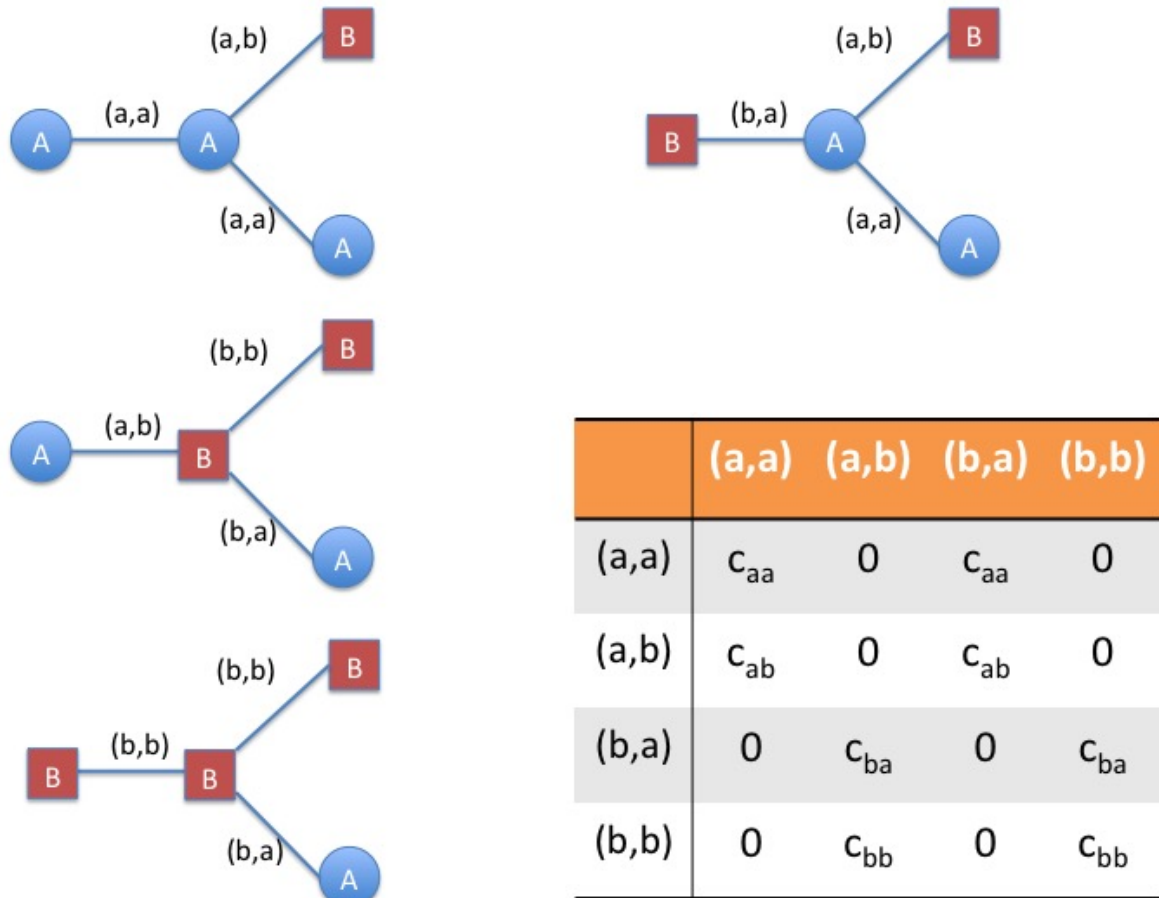 (a,b) B
A (a,a) A
(a,a) A
(a,b) B
B (b,a) A
(a,a) A
(b,b) B
A (a,b) B
(b,a) A
(b,b) B
B (b,b) B
(b,a) A
(a,a) (a,b) (b,a) (b,b)
(a,a) c_aa 0 c_aa 0
(a,b) c_ab 0 c_ab 0
(b,a) 0 c_ba 0 c_ba
(b,b) 0 c_bb 0 c_bb